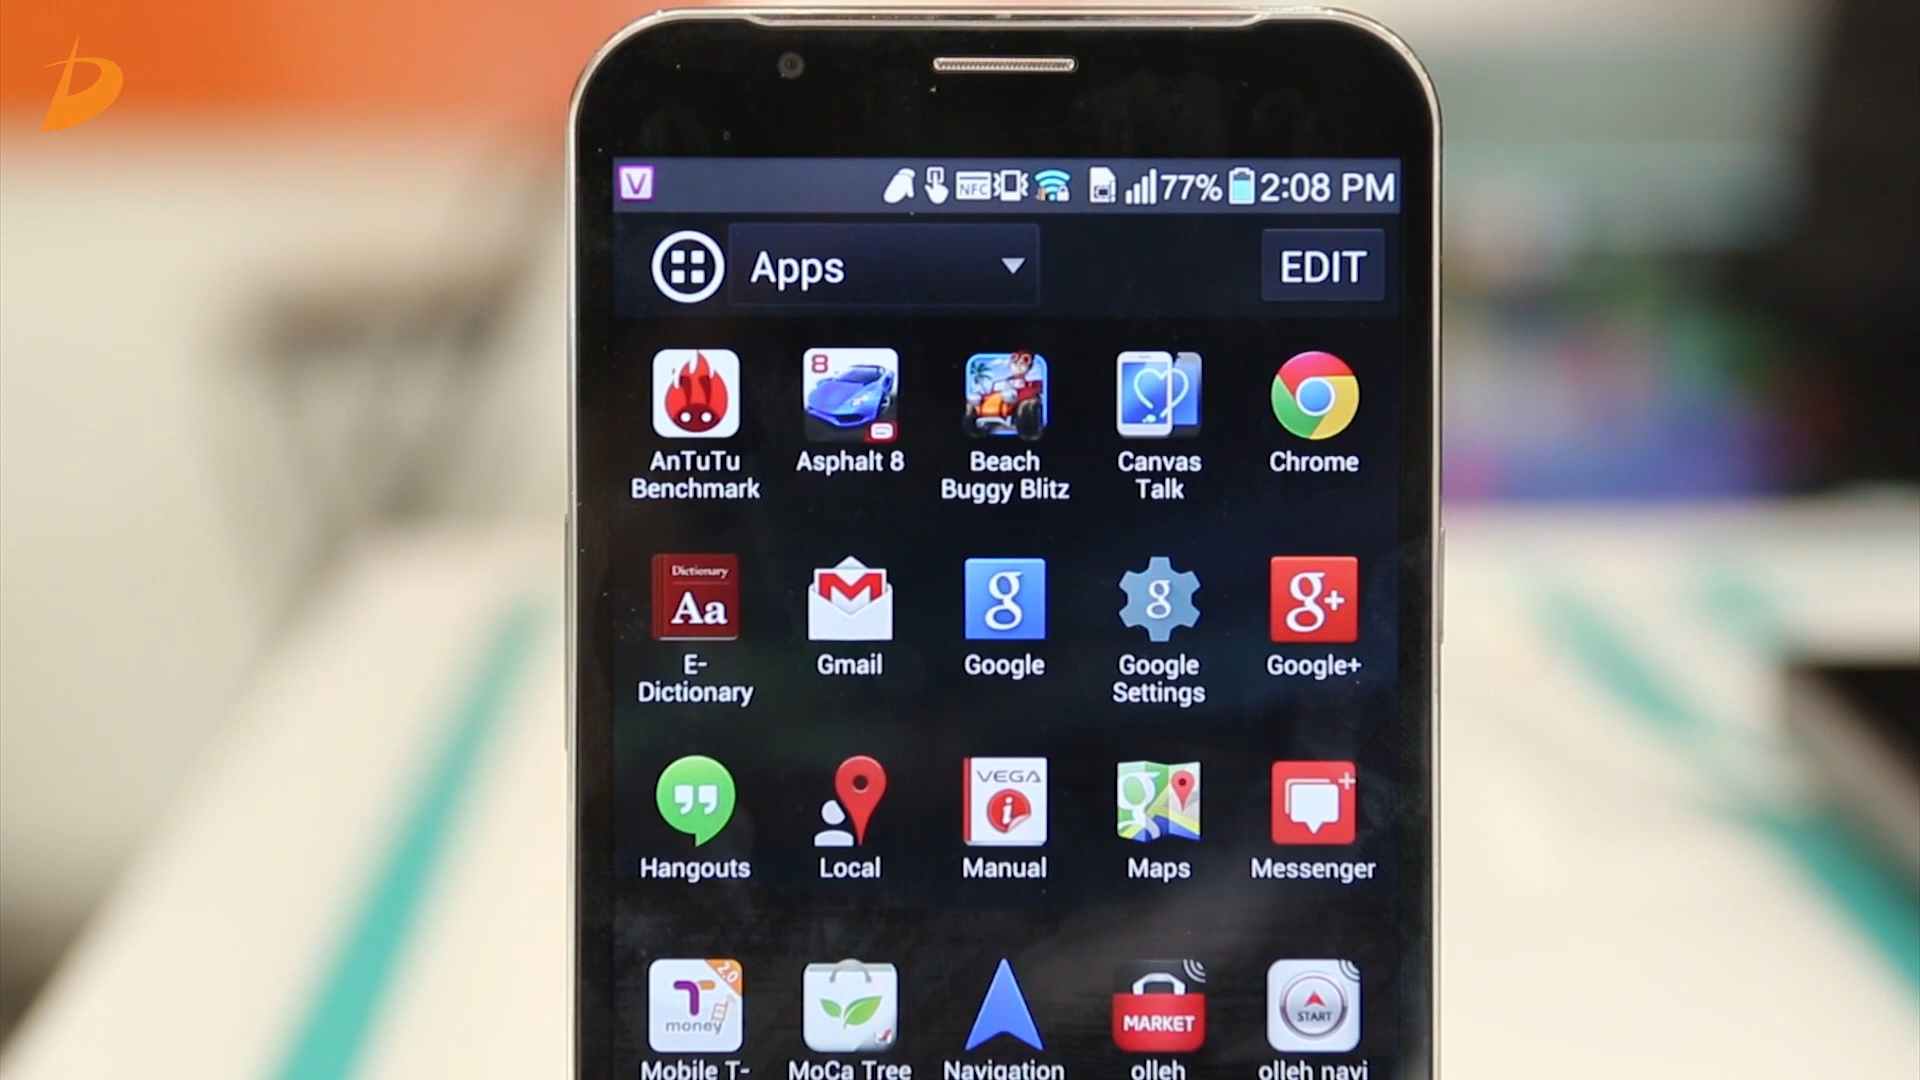 V NFC 77% 2:08 PM
Apps EDIT
8
AnTuTu Benchmark
Asphalt 8
Beach Buggy Blitz
Canvas Talk
Chrome
Dictionary
Aa
g
g
g+
E-Dictionary
Gmail
Google
Google Settings
Google+
VEGA
i
g
Hangouts
Local
Manual
Maps
Messenger
2.0
T
money
MARKET
START
Mobile T-
MoCa Tree
Navigation
olleh
olleh navi